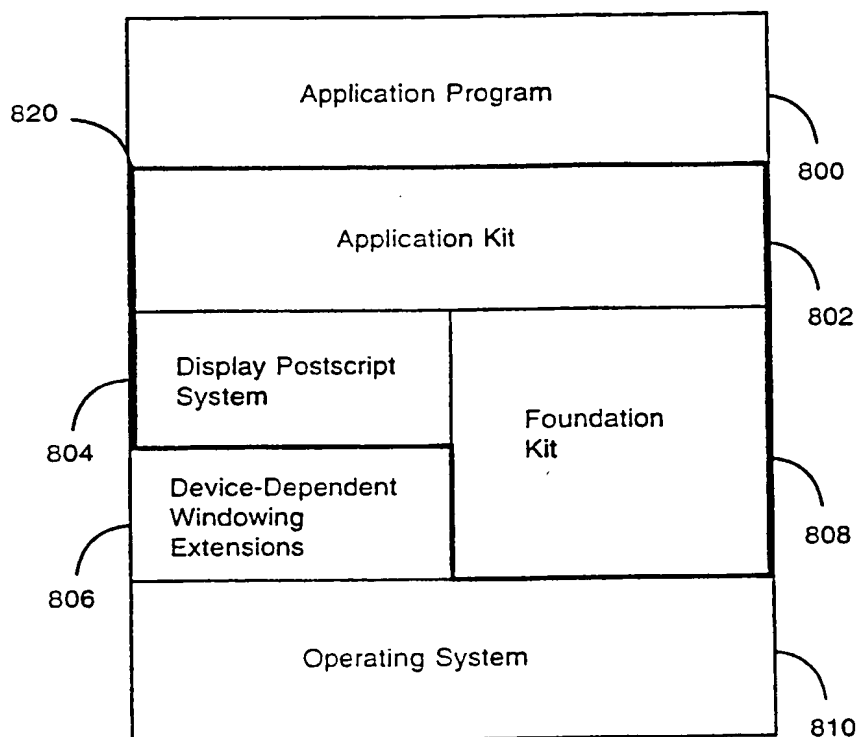 Application Program
820
800
Application Kit
802
Display Postscript
System
Foundation
Kit
804
Device-Dependent
Windowing
Extensions
808
806
Operating System
810